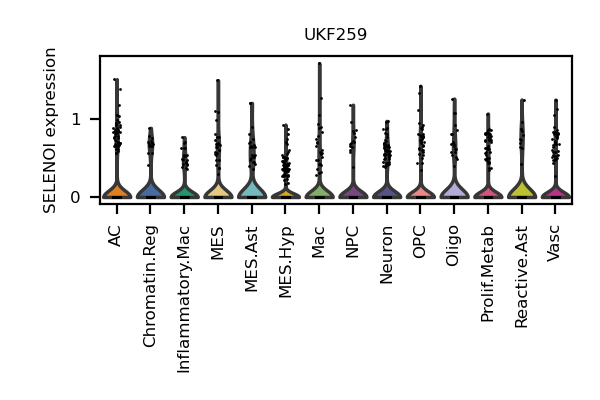 UKF259
SELENOI expression
1
0
AC
Chromatin.Reg
Inflammatory.Mac
MES
MES.Ast
MES.Hyp
Mac
NPC
Neuron
OPC
Oligo
Prolif.Metab
Reactive.Ast
Vasc